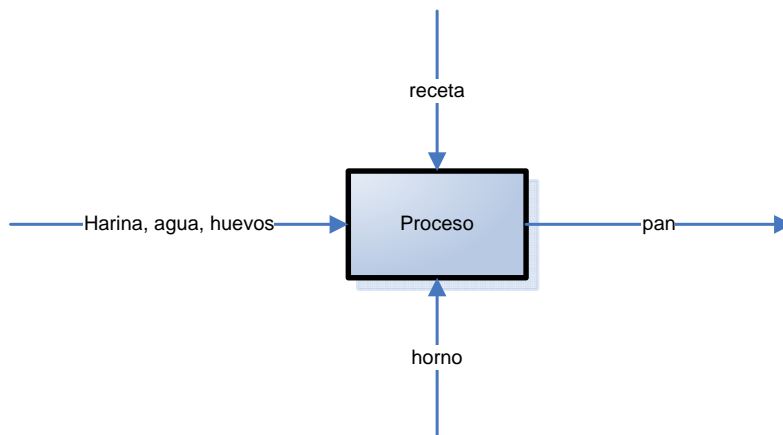 receta
Harina, agua, huevos
Proceso
pan
horno